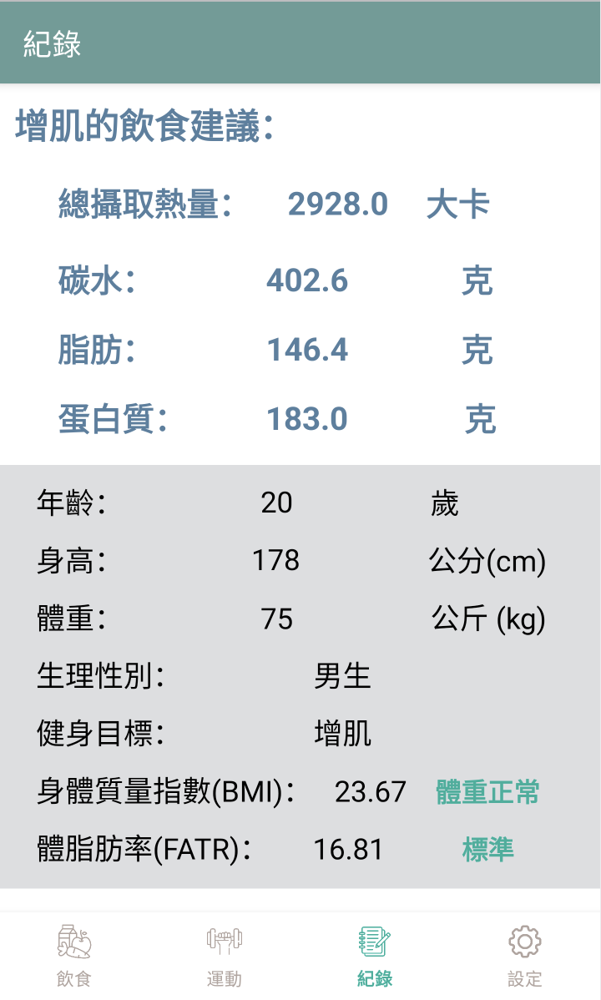 紀錄
增肌的飲食建議：
總攝取熱量： 2928.0 大卡
碳水： 402.6 克
脂肪： 146.4 克
蛋白質： 183.0 克
年齡： 20 歲
身高： 178 公分(cm)
體重： 75 公斤 (kg)
生理性別： 男生
健身目標： 增肌
身體質量指數(BMI)： 23.67 體重正常
體脂肪率(FATR)： 16.81 標準
飲食 運動 紀錄 設定